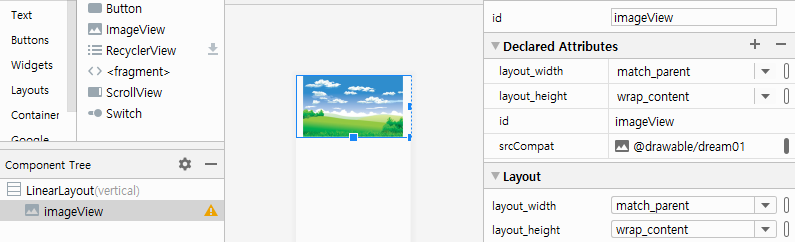 Text
Buttons
Widgets
Layouts
Container
Google
Button
ImageView
RecyclerView
<fragment>
ScrollView
Switch
Component Tree
LinearLayout(vertical)
imageView
id
imageView
Declared Attributes
layout_width
match_parent
layout_height
wrap_content
id
imageView
srcCompat
@drawable/dream01
Layout
layout_width
match_parent
layout_height
wrap_content